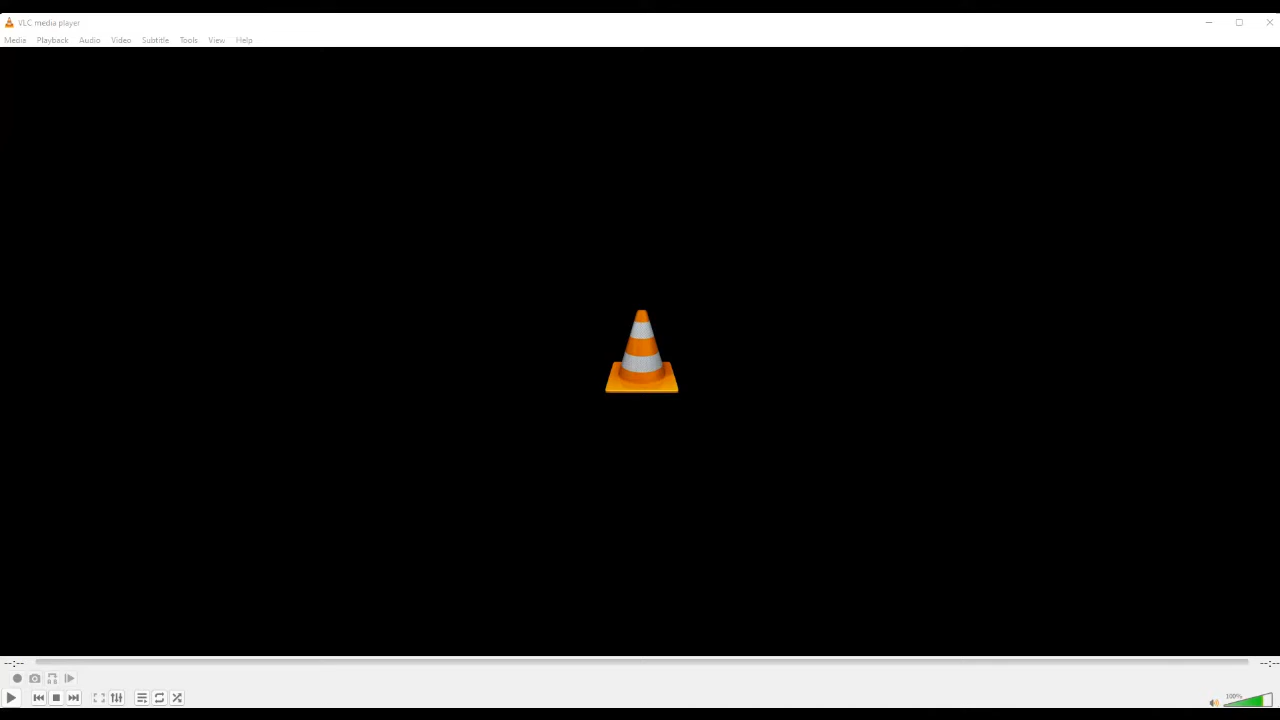 VLC media player
Media Playback Audio Video Subtitle Tools View Help
--:-- --:--
100%